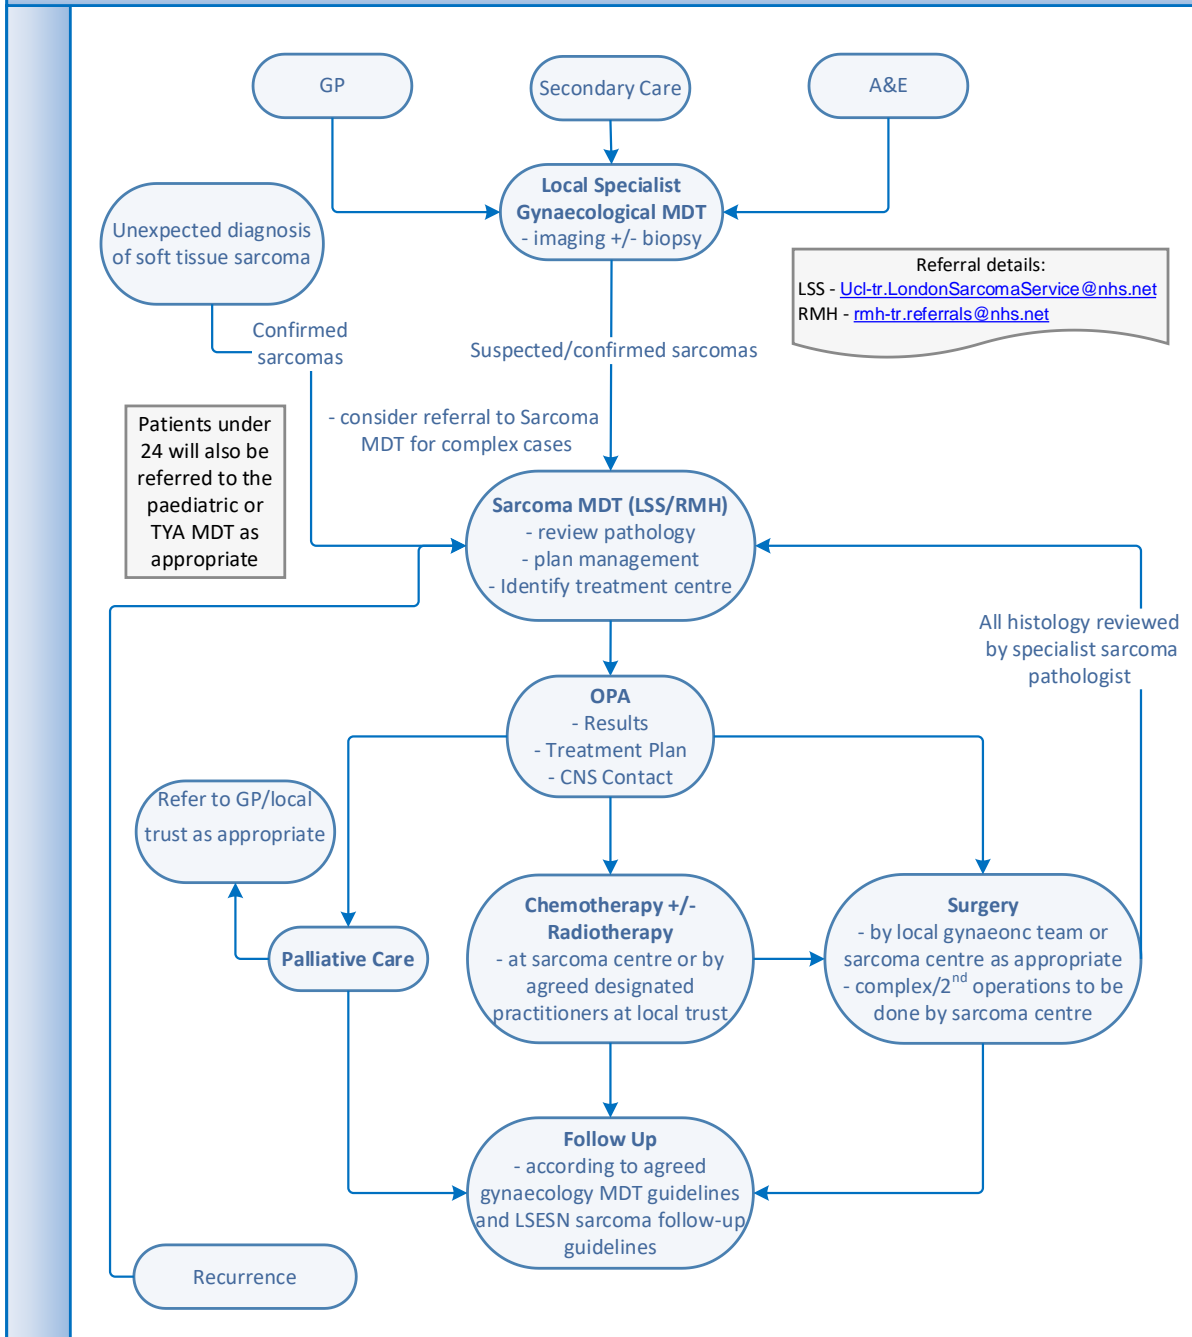 GP
Secondary Care
A&E
Local Specialist
Gynaecological MDT
- imaging +/- biopsy
Unexpected diagnosis
of soft tissue sarcoma
Referral details:
LSS - Ucl-tr.LondonSarcomaService@nhs.net
RMH - rmh-tr.referrals@nhs.net
Confirmed
sarcomas
Suspected/confirmed sarcomas
- consider referral to Sarcoma
MDT for complex cases
Patients under
24 will also be
referred to the
paediatric or
TYA MDT as
appropriate
Sarcoma MDT (LSS/RMH)
- review pathology
- plan management
- Identify treatment centre
All histology reviewed
by specialist sarcoma
pathologist
OPA
- Results
- Treatment Plan
- CNS Contact
Refer to GP/local
trust as appropriate
Palliative Care
Chemotherapy +/-
Radiotherapy
- at sarcoma centre or by
agreed designated
practitioners at local trust
Surgery
- by local gynaeonc team or
sarcoma centre as appropriate
- complex/2nd operations to be
done by sarcoma centre
Follow Up
- according to agreed
gynaecology MDT guidelines
and LSESN sarcoma follow-up
guidelines
Recurrence